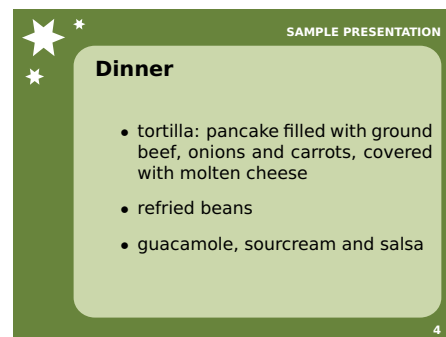 SAMPLE PRESENTATION
Dinner
• tortilla: pancake filled with ground
beef, onions and carrots, covered
with molten cheese
• refried beans
• guacamole, sourcream and salsa
4